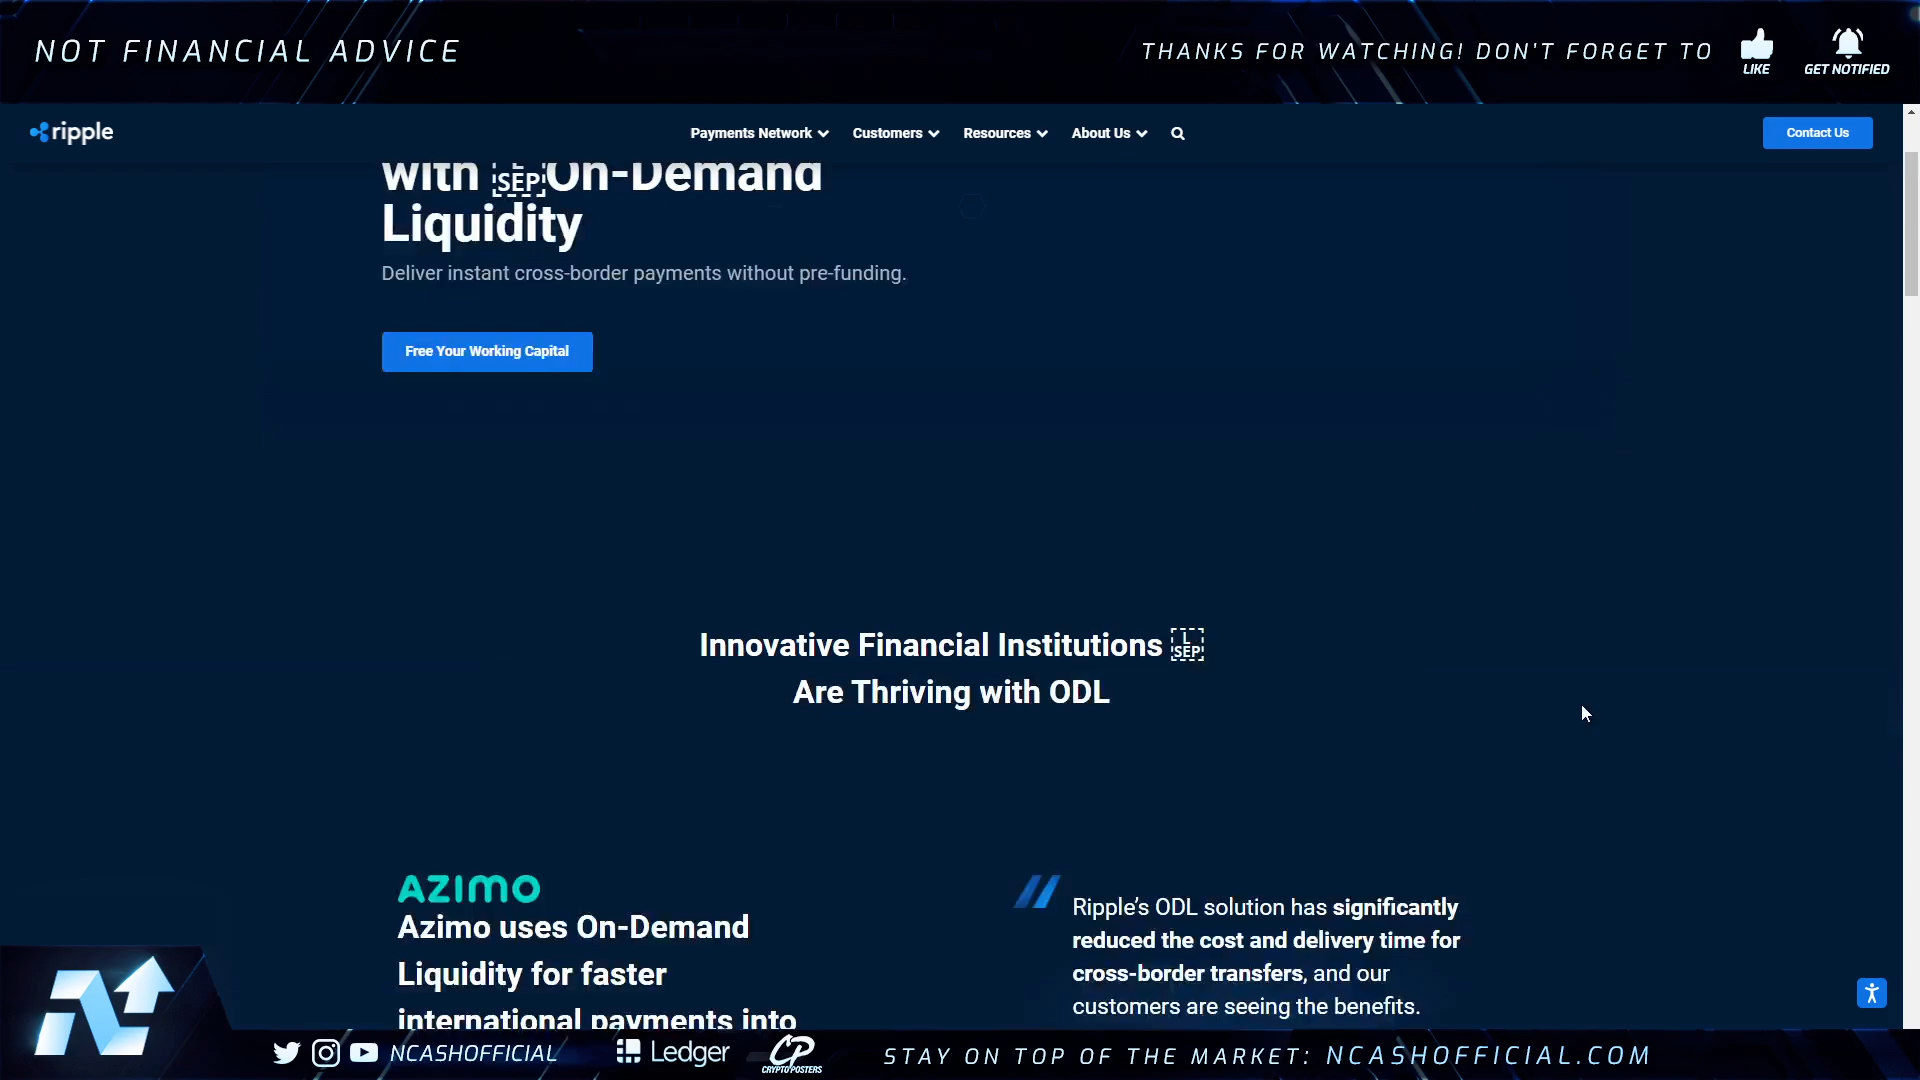 NOT FINANCIAL ADVICE
THANKS FOR WATCHING! DON'T FORGET TO
LIKE
GET NOTIFIED
ripple
Payments Network
Customers
Resources
About Us
Contact Us
with L SEP On-Demand
Liquidity
Deliver instant cross-border payments without pre-funding.
Free Your Working Capital
Innovative Financial Institutions L SEP
Are Thriving with ODL
AZIMO
Azimo uses On-Demand
Liquidity for faster
international payments into
Ripple’s ODL solution has significantly
reduced the cost and delivery time for
cross-border transfers, and our
customers are seeing the benefits.
NCASHOFFICIAL
Ledger
CP
CRYPTOPOSTERS
STAY ON TOP OF THE MARKET: NCASHOFFICIAL.COM